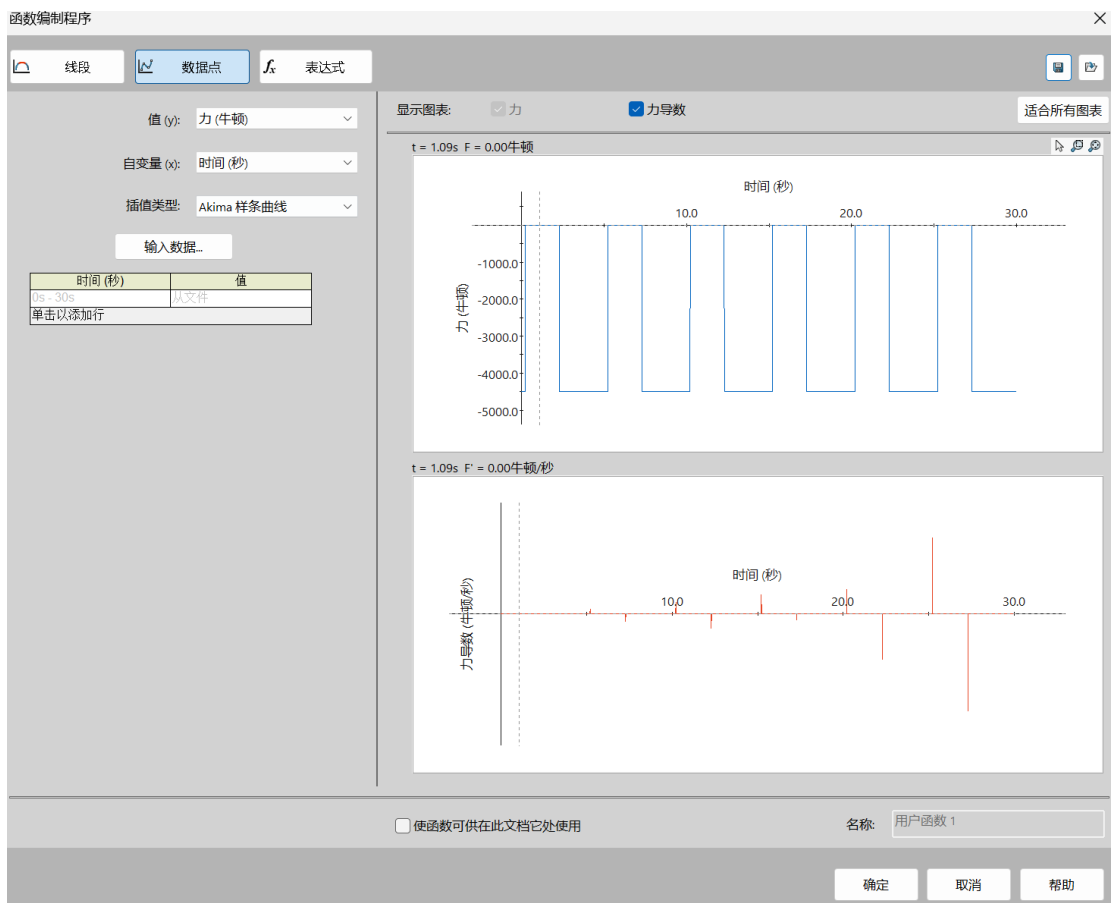 函数编制程序
线段
数据点
fx 表达式
值 (y): 力 (牛顿)
自变量 (x): 时间 (秒)
插值类型: Akima 样条曲线
输入数据...
时间 (秒) 值
0s - 30s 从文件
单击以添加行
显示图表: 力 力导数 适合所有图表
t = 1.09s F = 0.00牛顿
时间 (秒)
10.0 20.0 30.0
力 (牛顿)
-1000.0
-2000.0
-3000.0
-4000.0
-5000.0
t = 1.09s F' = 0.00牛顿/秒
时间 (秒)
10.0 20.0 30.0
力导数 (牛顿/秒)
使函数可供在此文档它处使用
名称: 用户函数 1
确定 取消 帮助